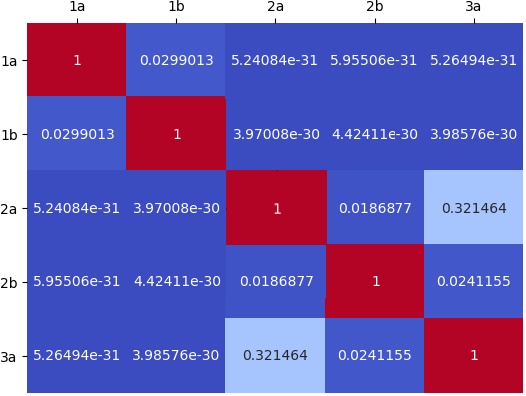 1a 1b 2a 2b 3a
1a 1 0.0299013 5.24084e-31 5.95506e-31 5.26494e-31
1b 0.0299013 1 3.97008e-30 4.42411e-30 3.98576e-30
2a 5.24084e-31 3.97008e-30 1 0.0186877 0.321464
2b 5.95506e-31 4.42411e-30 0.0186877 1 0.0241155
3a 5.26494e-31 3.98576e-30 0.321464 0.0241155 1